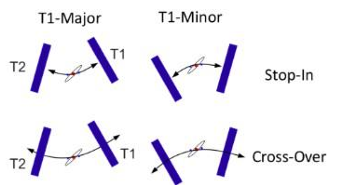 T1-Major T1-Minor
T2 T1
Stop-In
T2 T1
Cross-Over